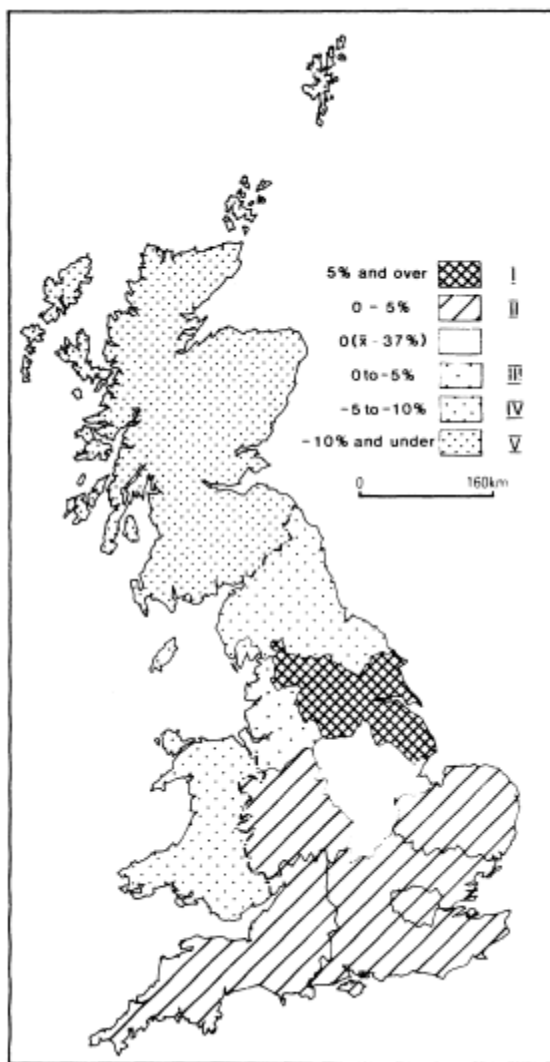 5% and over I
0 - 5% II
0(x̄ - 37%)
0 to -5% III
-5 to -10% IV
-10% and under V
0 160km